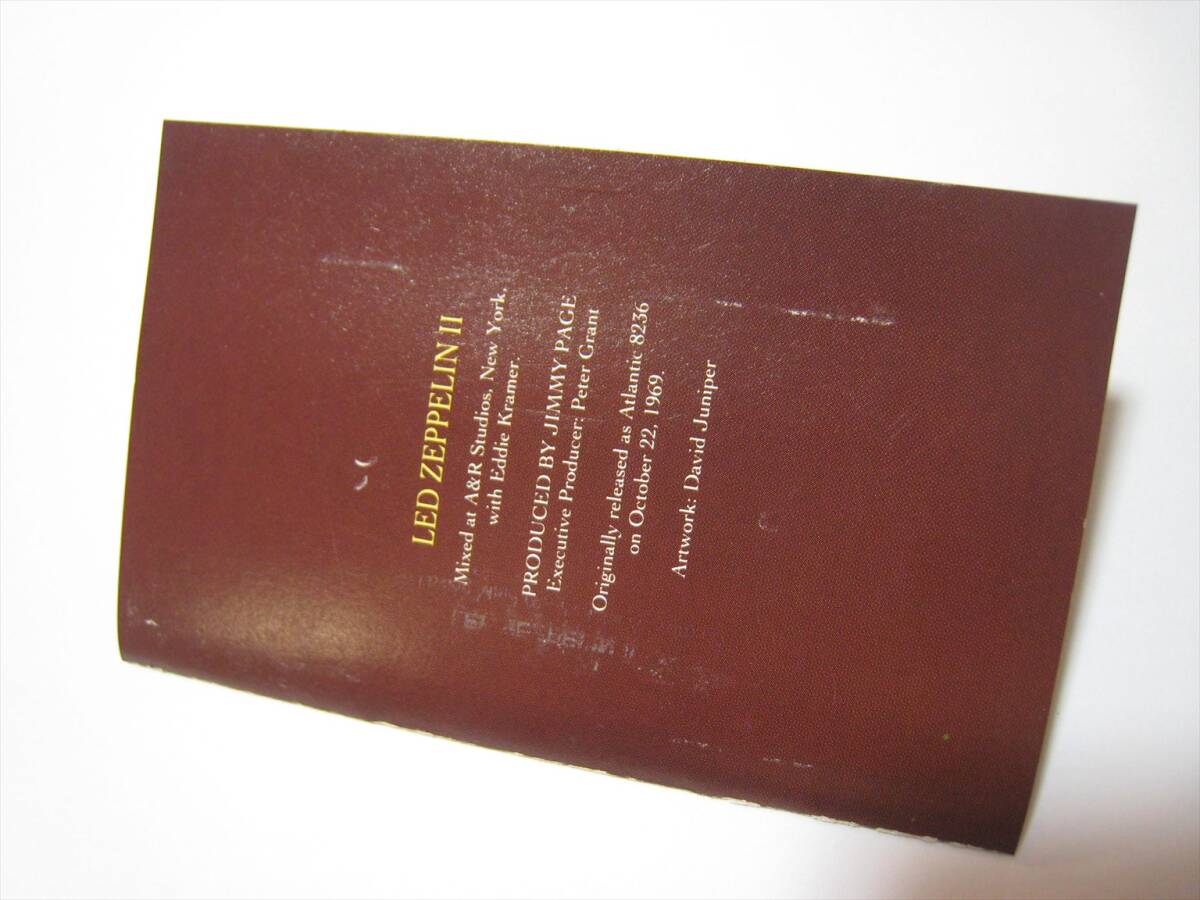 LED ZEPPELIN II
Mixed at A&R Studios, New York,
with Eddie Kramer.
PRODUCED BY JIMMY PAGE
Executive Producer: Peter Grant
Originally released as Atlantic 8236
on October 22, 1969.
Artwork: David Juniper